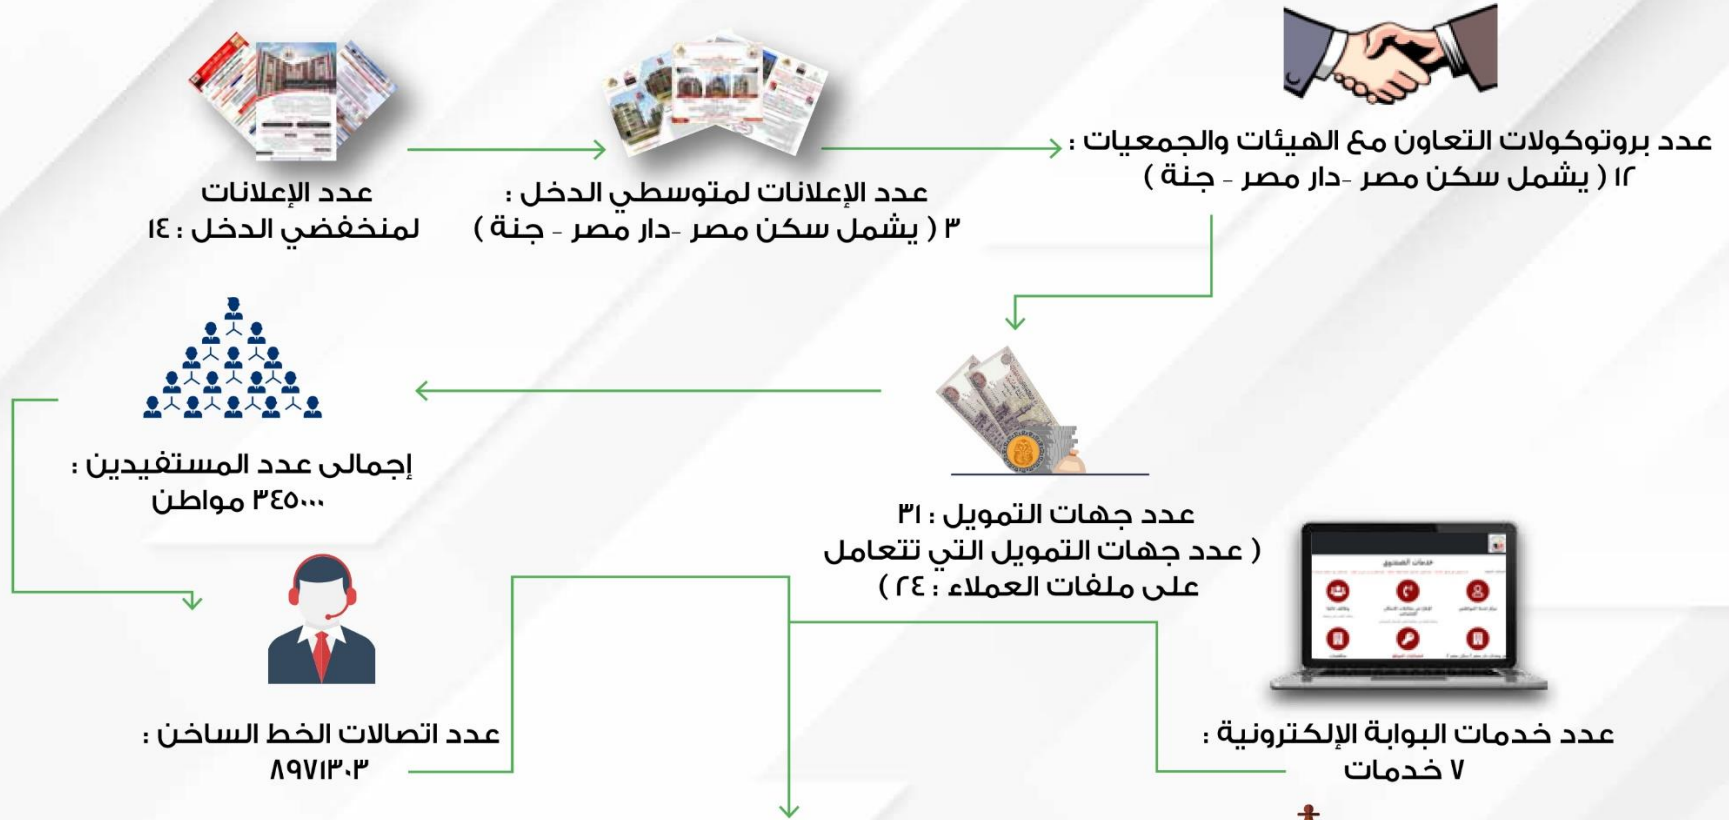 عدد الإعلانات
لمنخفضي الدخل : ١٤
عدد الإعلانات لمتوسطي الدخل :
٣ ( يشمل سكن مصر -دار مصر - جنة )
عدد بروتوكولات التعاون مع الهيئات والجمعيات :
١٢ ( يشمل سكن مصر -دار مصر - جنة )
عدد جهات التمويل : ٣١
( عدد جهات التمويل التي تتعامل
على ملفات العملاء : ٢٤ )
إجمالى عدد المستفيدين :
٣٤٥٠٠٠ مواطن
عدد اتصالات الخط الساخن :
٨٩٧١٣٠٣
خدمات الصندوق
عدد خدمات البوابة الإلكترونية :
٧ خدمات